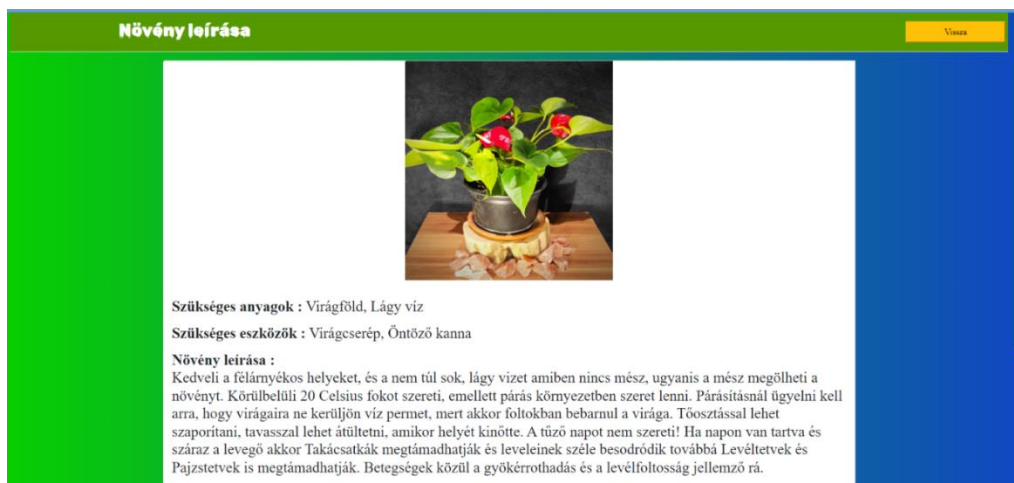 Növény leírása
Vissza
Szükséges anyagok : Virágföld, Lágy víz
Szükséges eszközök : Virágcserép, Öntöző kanna
Növény leírása :
Kedveli a félárnyékos helyeket, és a nem túl sok, lágy vizet amiben nincs mész, ugyanis a mész megölheti a
növényt. Körülbelüli 20 Celsius fokot szereti, emellett párás környezetben szeret lenni. Párásításnál ügyelni kell
arra, hogy virágaira ne kerüljön víz permet, mert akkor foltokban bebarnul a virága. Tőosztással lehet
szaporítani, tavasszal lehet átültetni, amikor helyét kinőtte. A tűző napot nem szereti! Ha napon van tartva és
száraz a levegő akkor Takácsatkák megtámadhatják és leveleinek széle besodródik továbbá Levéltetvek és
Pajzstetvek is megtámadhatják. Betegségek közül a gyökérrothadás és a levélfoltosság jellemző rá.